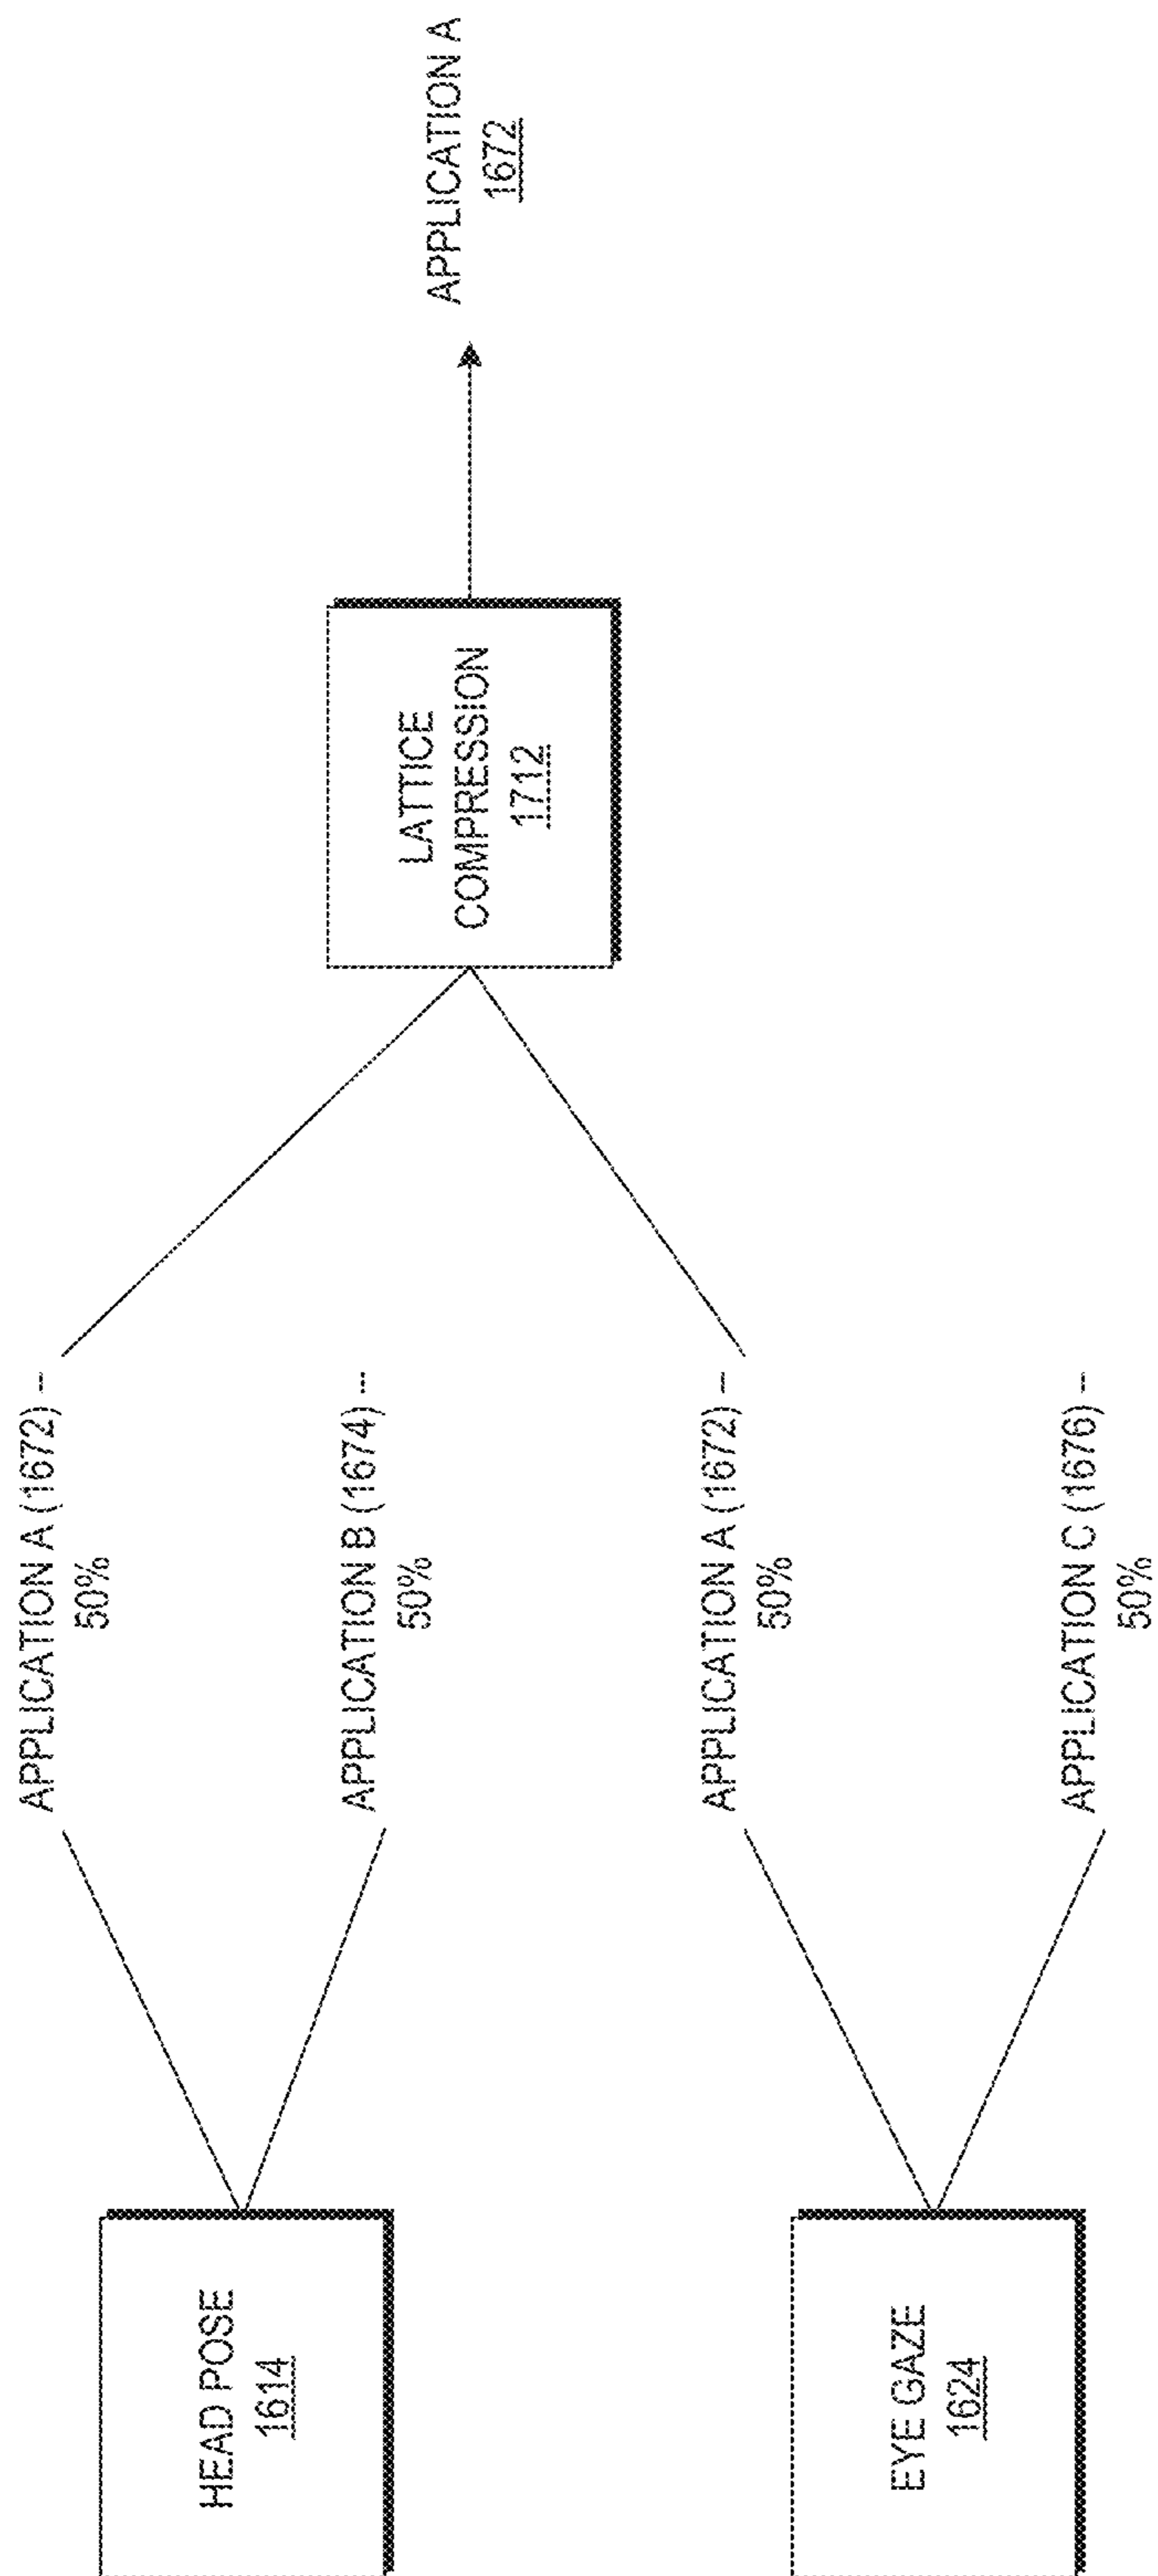 HEAD POSE
1614
EYE GAZE
1624
APPLICATION A (1672) –
50%
APPLICATION B (1674) --
50%
APPLICATION A (1672) –
50%
APPLICATION C (1676) –
50%
LATTICE
COMPRESSION
1712
APPLICATION A
1672